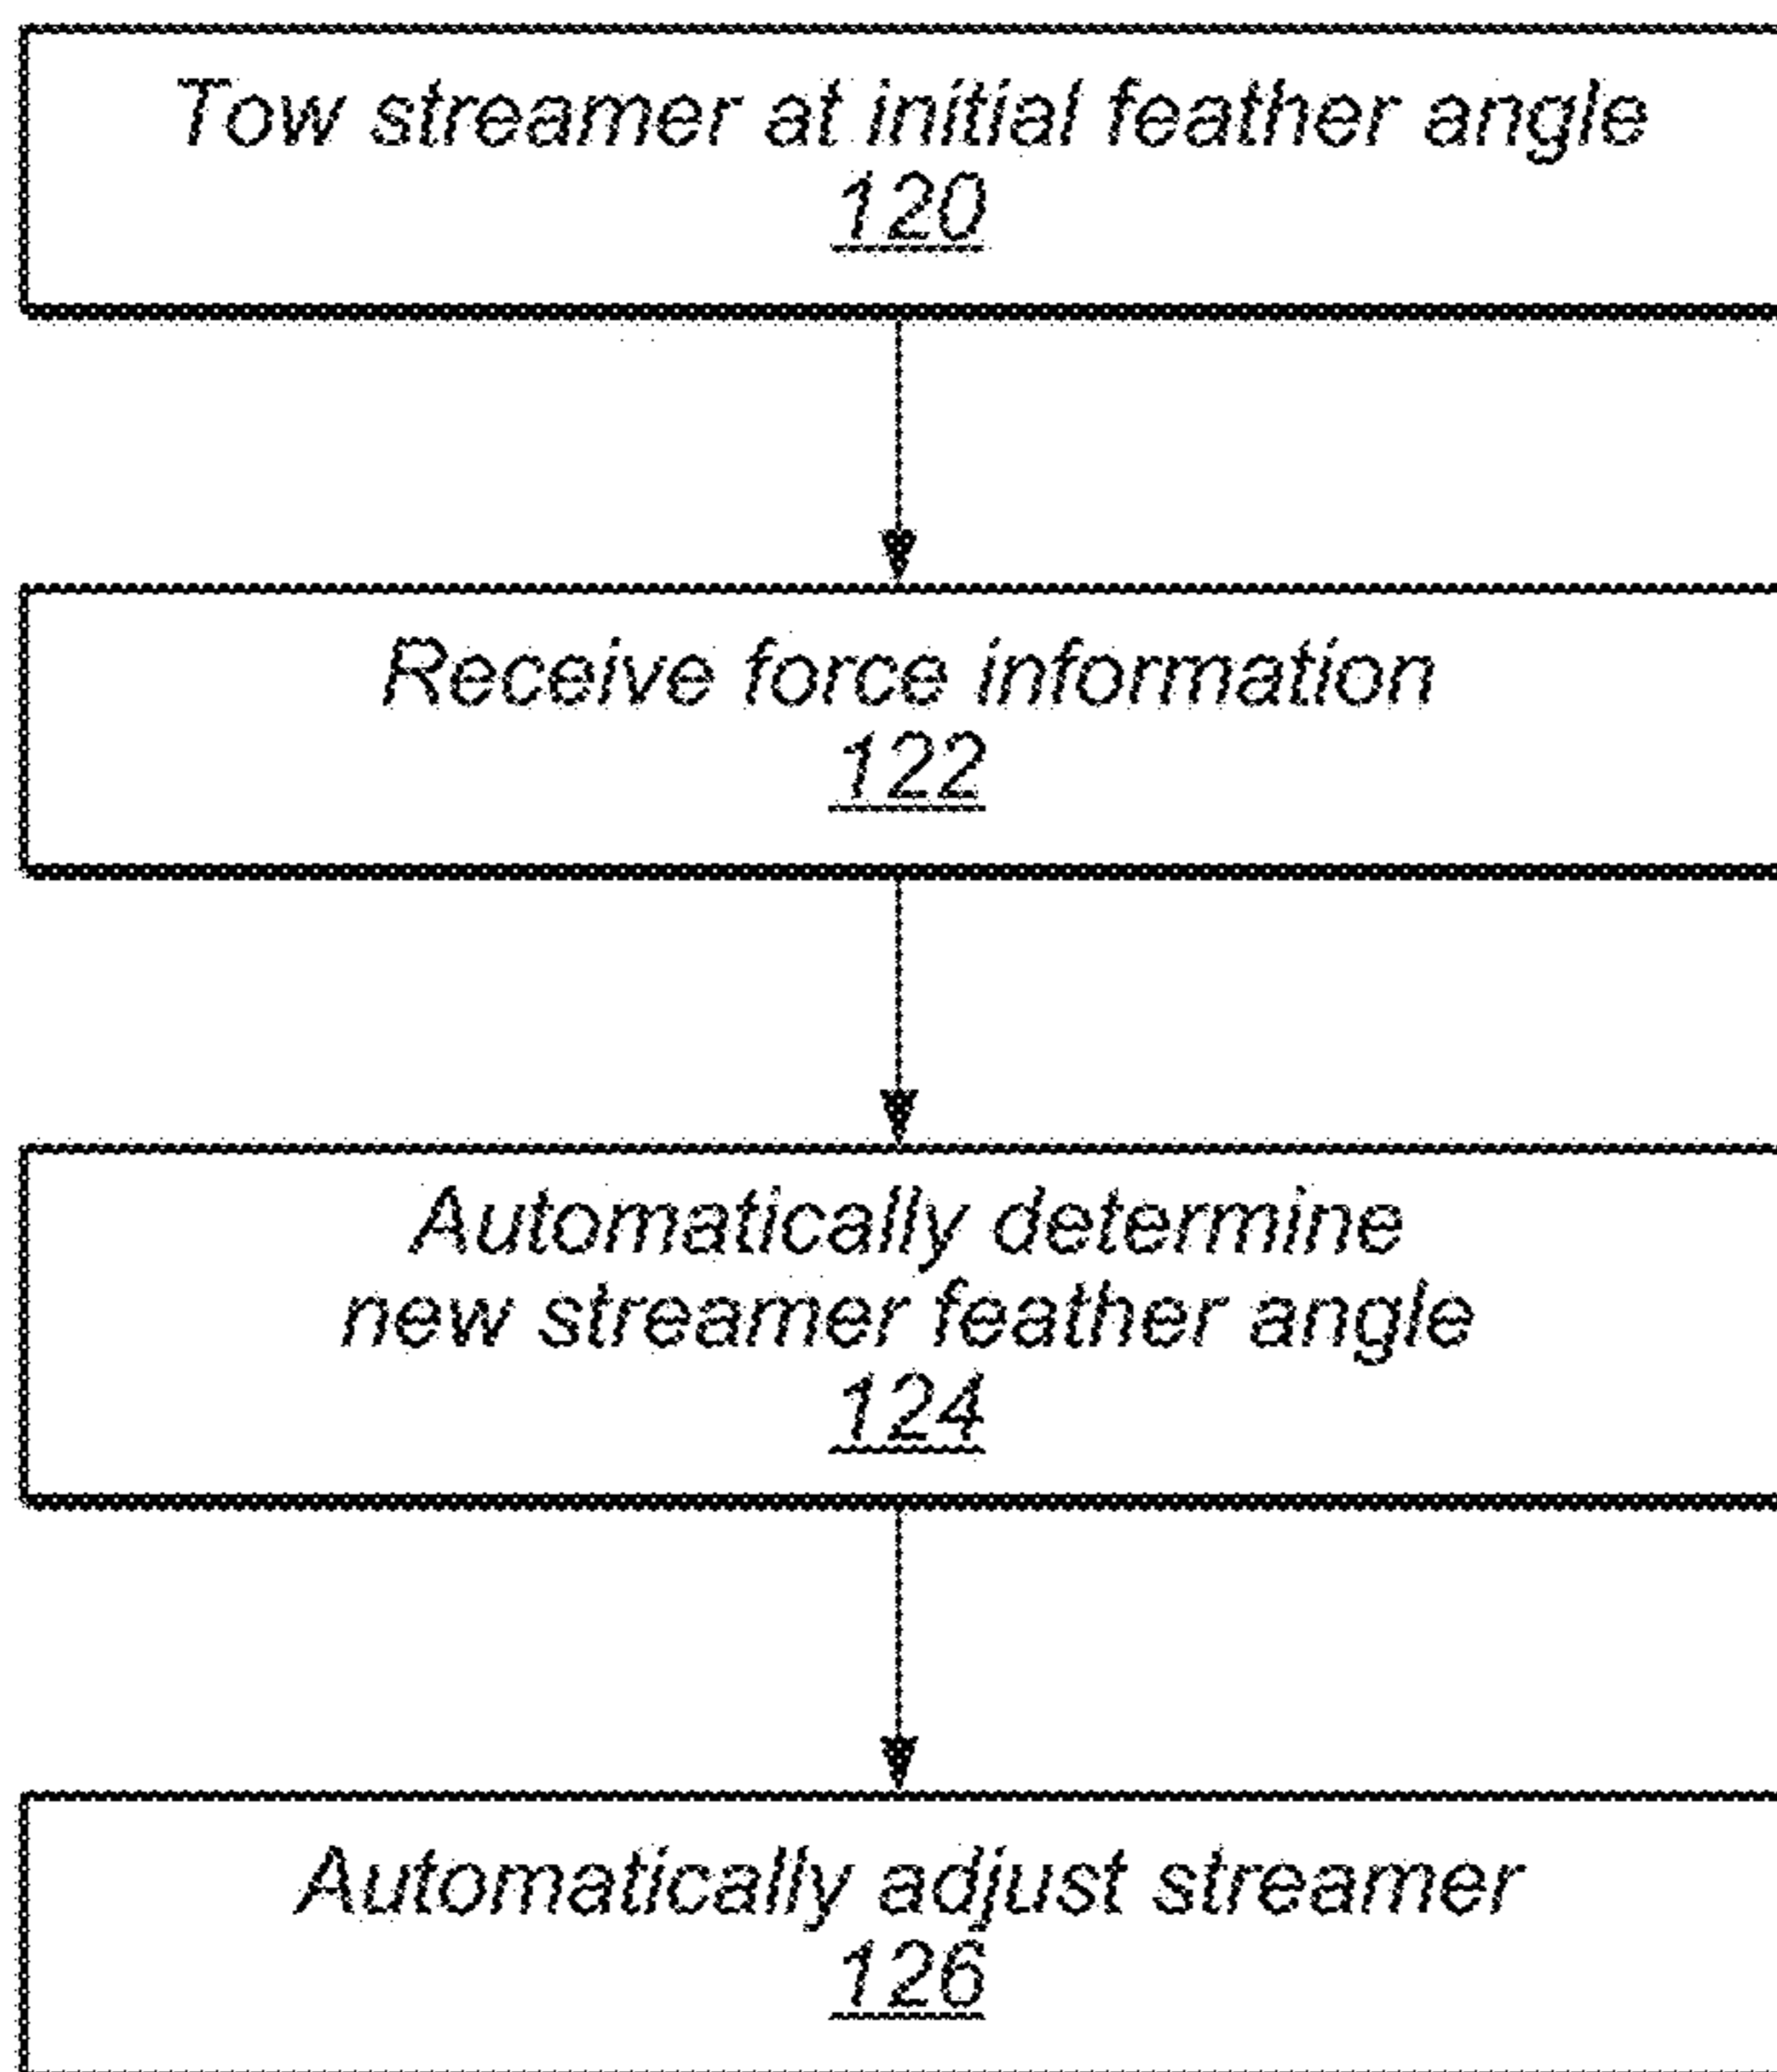 Tow streamer at initial feather angle
120
Receive force information
122
Automatically determine
new streamer feather angle
124
Automatically adjust streamer
126